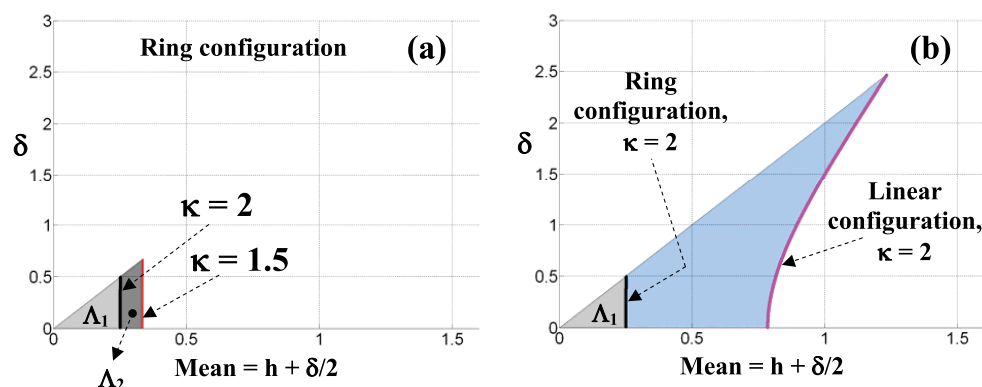 Ring configuration
(a)
3
2.5
2
1.5
1
0.5
0
δ
κ = 2
κ = 1.5
Λ1
Λ2
0
0.5
1
1.5
Mean = h + δ/2
(b)
3
2.5
2
1.5
1
0.5
0
δ
Ring
configuration,
κ = 2
Linear
configuration,
κ = 2
Λ1
0
0.5
1
1.5
Mean = h + δ/2